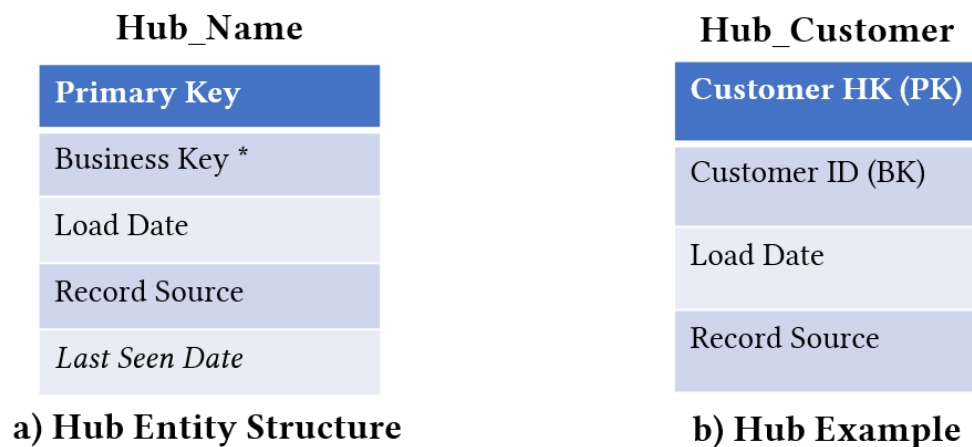 Hub_Name
Primary Key
Business Key *
Load Date
Record Source
Last Seen Date
a) Hub Entity Structure
Hub_Customer
Customer HK (PK)
Customer ID (BK)
Load Date
Record Source
b) Hub Example